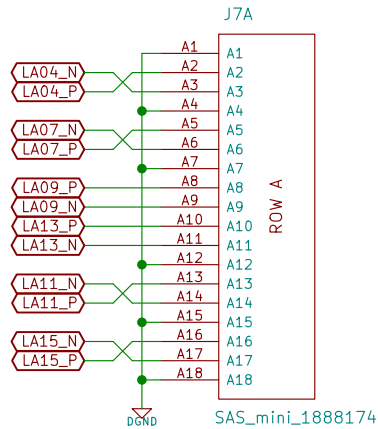 J7A
A1 A1
LA04_N A2 A2
LA04_P A3 A3
A4 A4
LA07_N A5 A5
LA07_P A6 A6
A7 A7
LA09_P A8 A8
LA09_N A9 A9
LA13_P A10 A10
LA13_N A11 A11
A12 A12
LA11_N A13 A13
LA11_P A14 A14
A15 A15
LA15_N A16 A16
LA15_P A17 A17
A18 A18
ROW A
DGND
SAS_mini_1888174